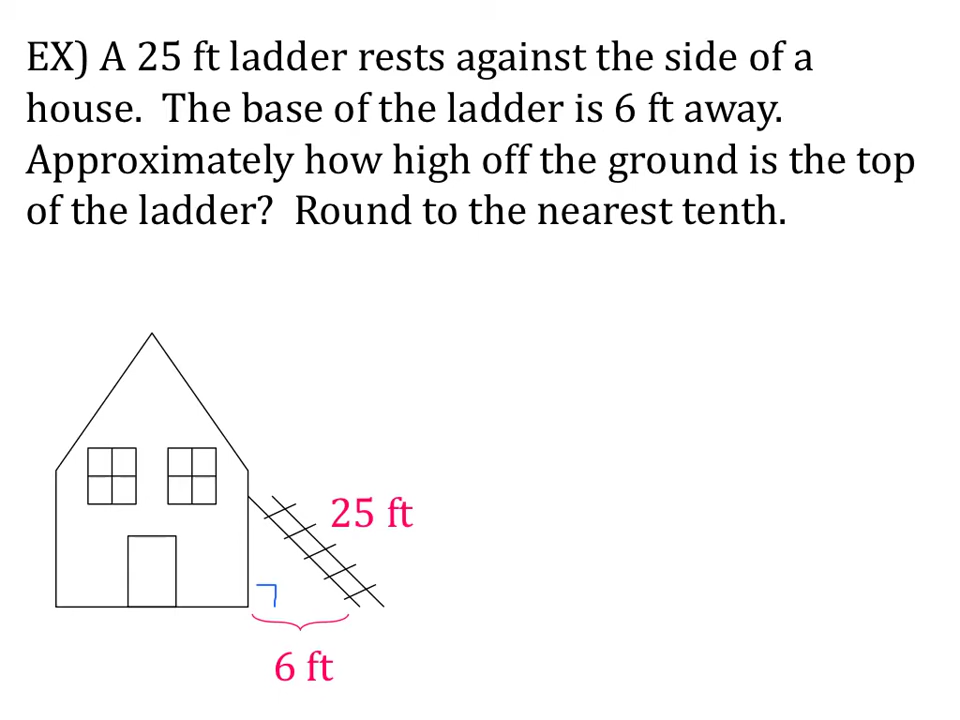 EX) A 25 ft ladder rests against the side of a
house.  The base of the ladder is 6 ft away.
Approximately how high off the ground is the top
of the ladder?  Round to the nearest tenth.
25 ft
6 ft